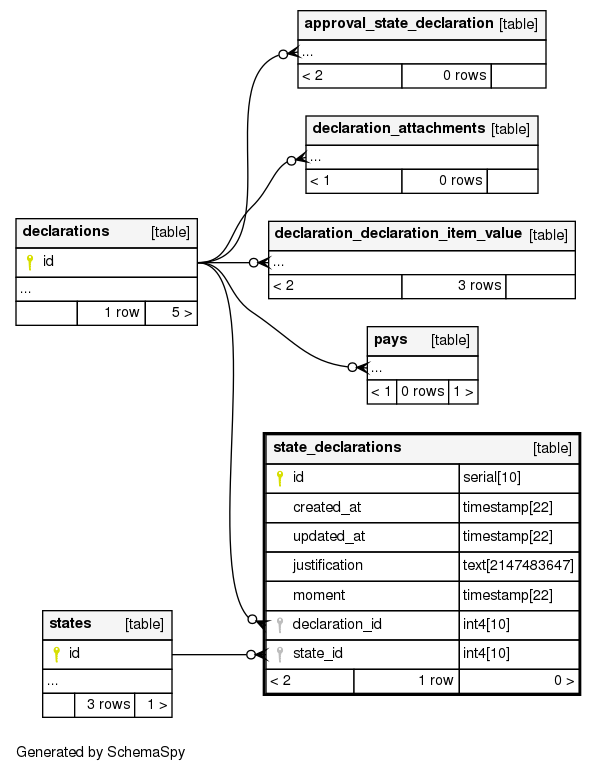 approval_state_declaration [table]
...
< 2 0 rows
declaration_attachments [table]
...
< 1 0 rows
declarations [table]
id
...
1 row 5 >
declaration_declaration_item_value [table]
...
< 2 3 rows
pays [table]
...
< 1 0 rows 1 >
state_declarations [table]
id serial[10]
created_at timestamp[22]
updated_at timestamp[22]
justification text[2147483647]
moment timestamp[22]
declaration_id int4[10]
state_id int4[10]
< 2 1 row 0 >
states [table]
id
...
3 rows 1 >
Generated by SchemaSpy